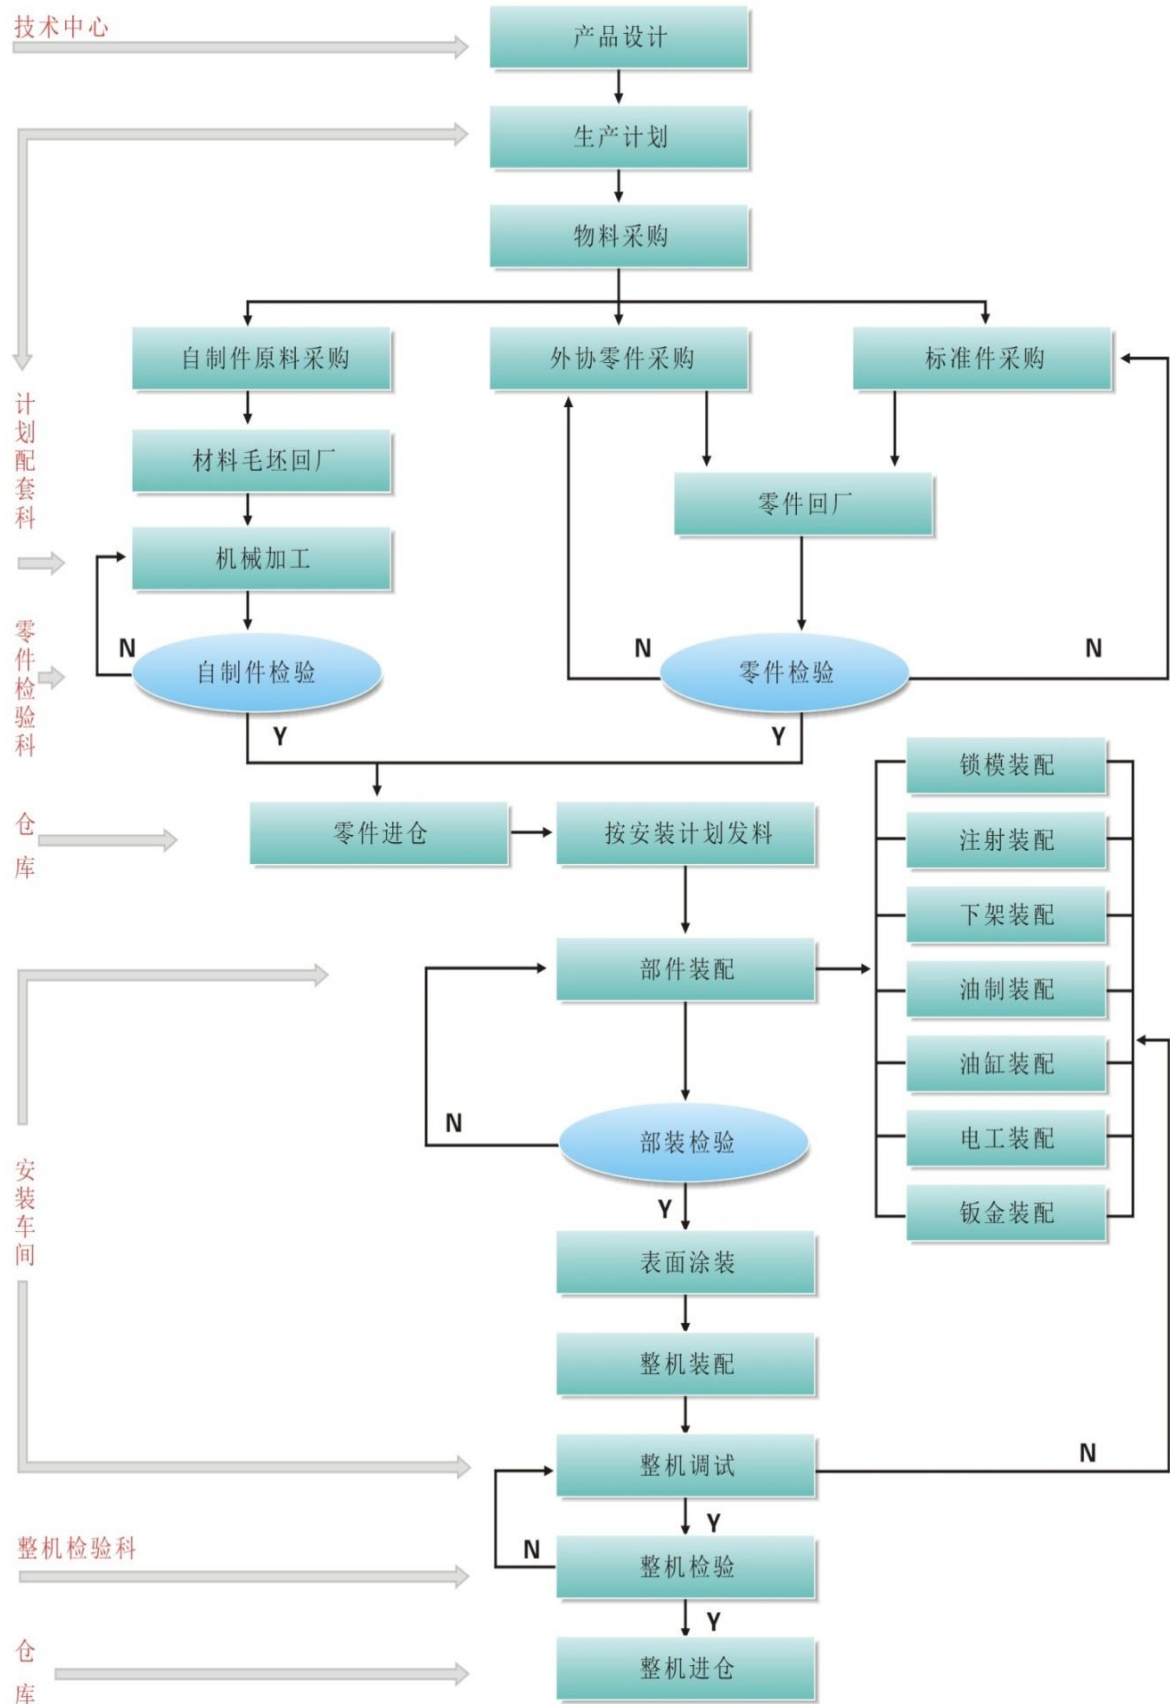 技术中心
产品设计
生产计划
物料采购
自制件原料采购
外协零件采购
标准件采购
计划配套科
材料毛坯回厂
零件回厂
机械加工
零件检验科
N
自制件检验
N
零件检验
N
Y
Y
锁模装配
仓库
零件进仓
按安装计划发料
注射装配
下架装配
部件装配
油制装配
油缸装配
N
部装检验
电工装配
安装车间
Y
钣金装配
表面涂装
整机装配
整机调试
N
Y
整机检验科
N
整机检验
Y
仓库
整机进仓